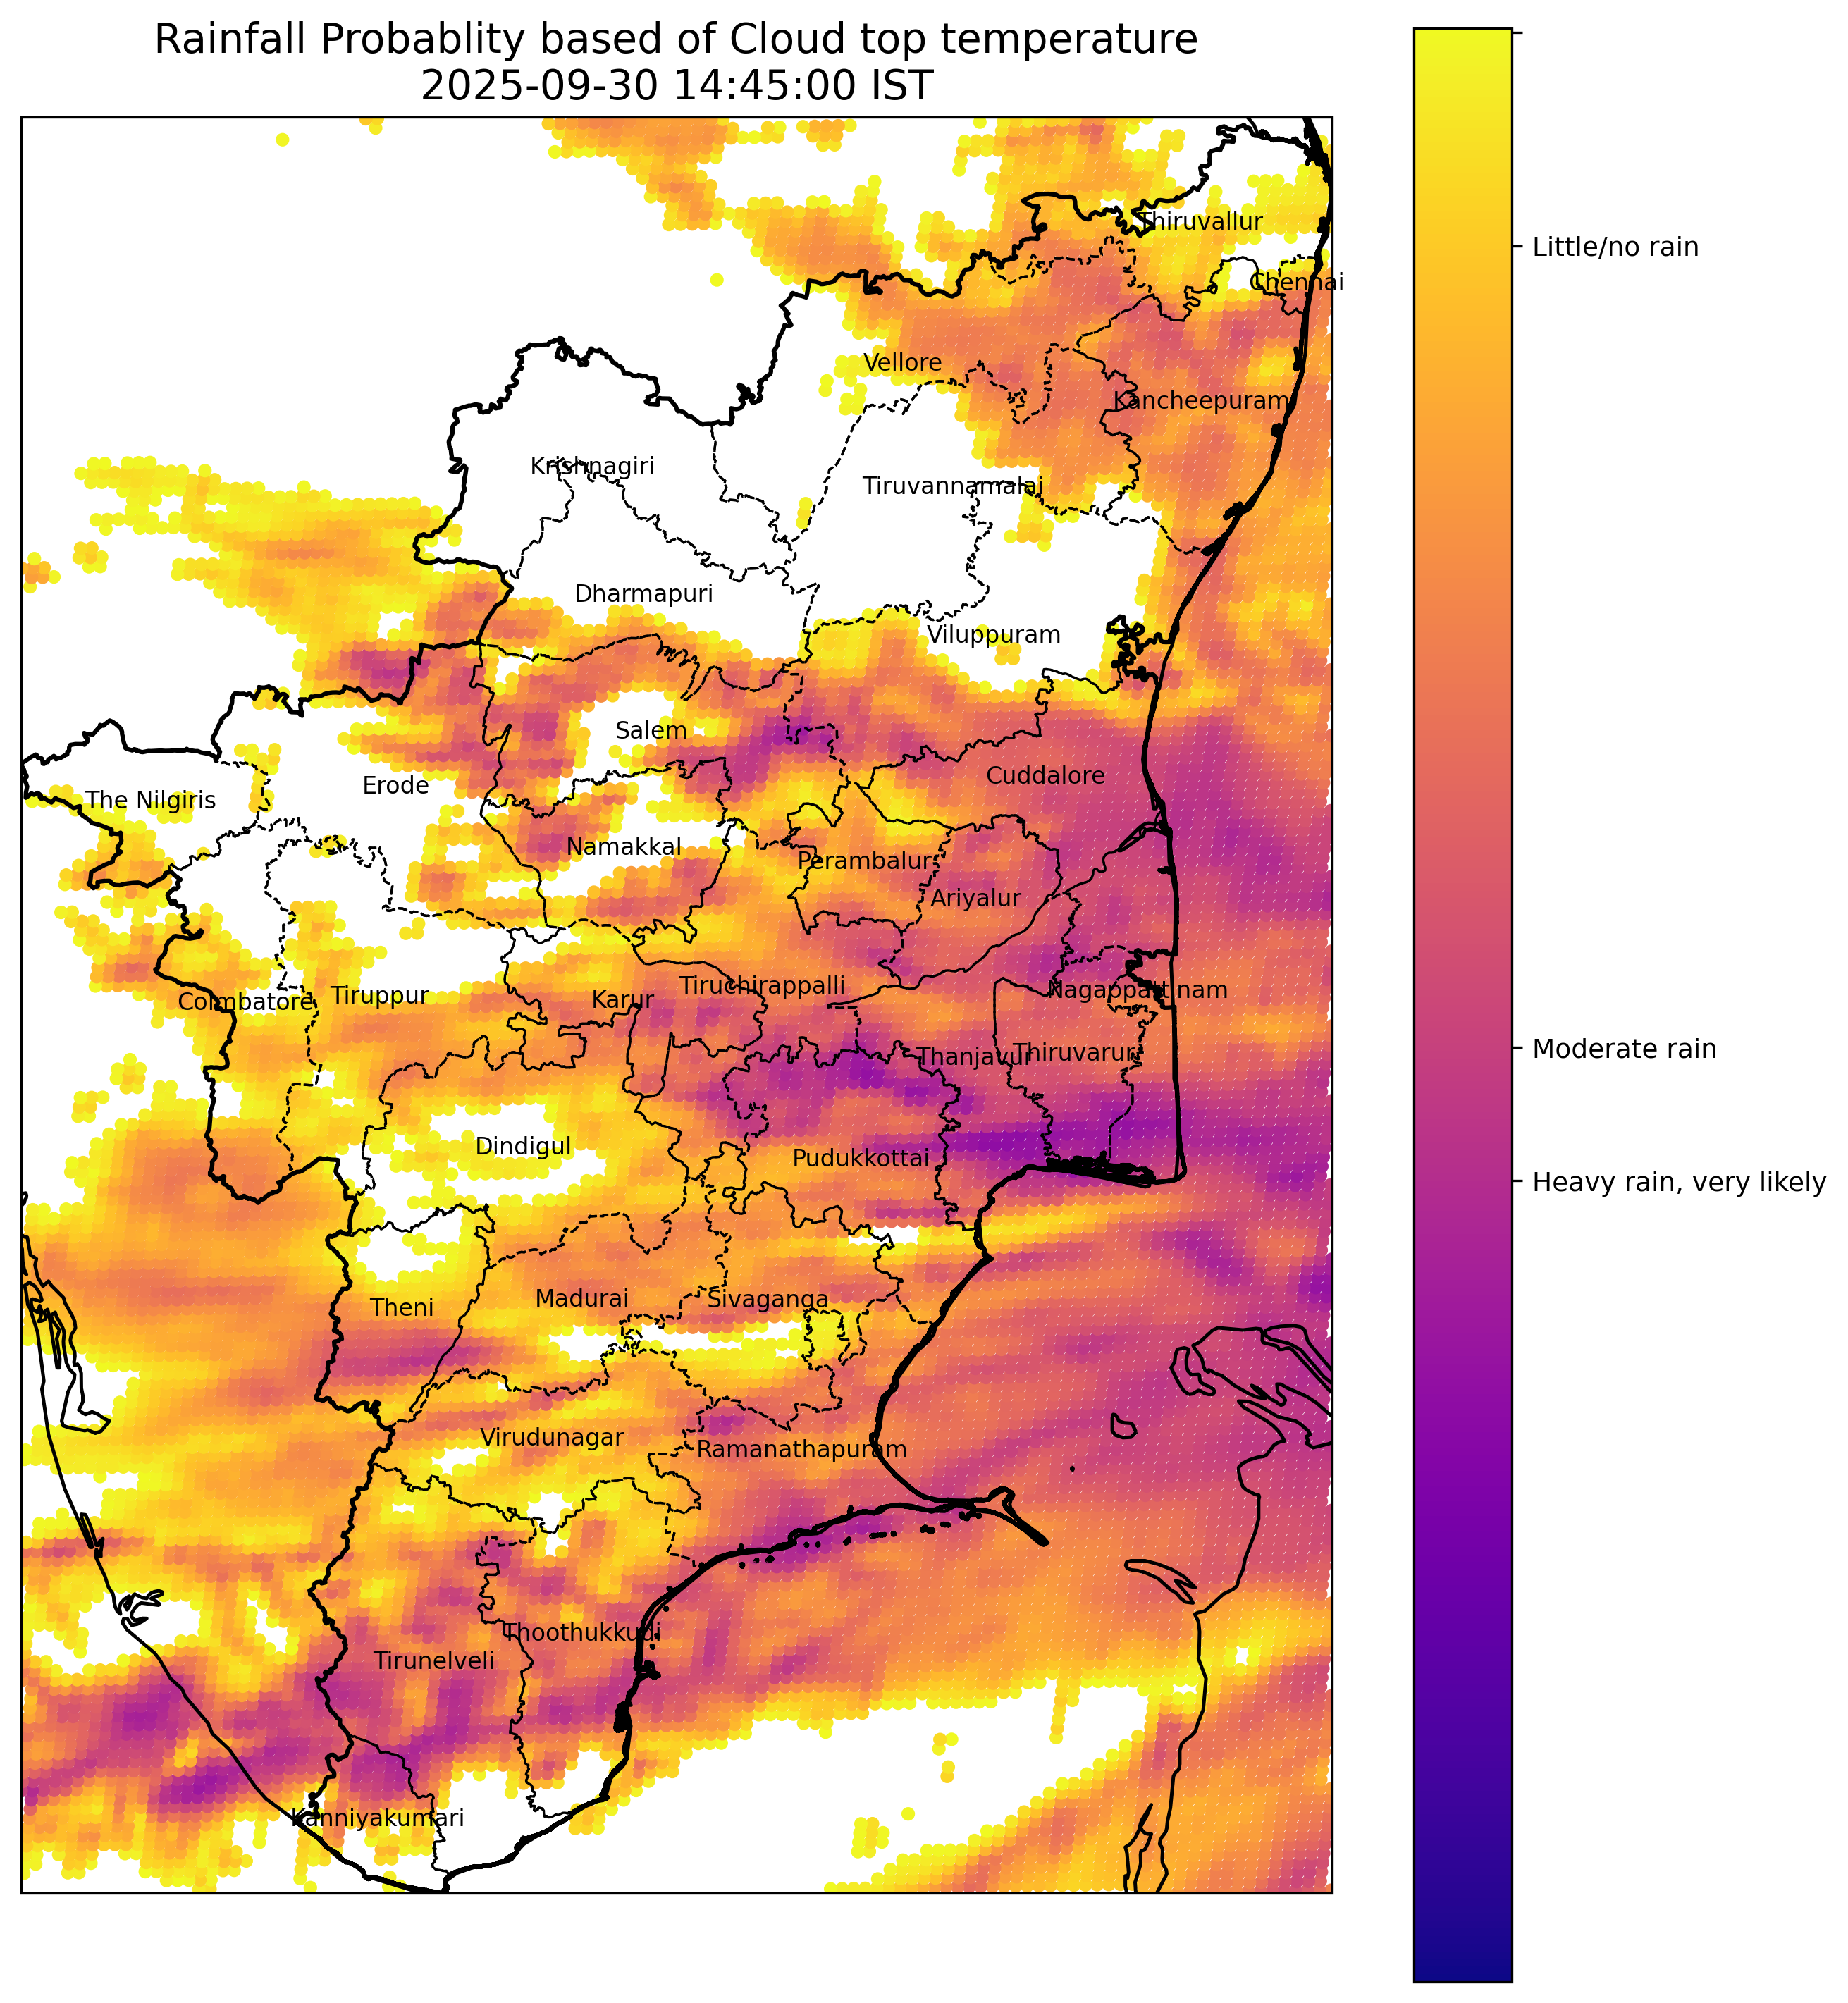 Rainfall Probablity based of Cloud top temperature
2025-09-30 14:45:00 IST
Thiruvallur
Little/no rain
Chennai
Vellore
Kancheepuram
Krishnagiri
Tiruvannamalai
Dharmapuri
Viluppuram
Salem
Cuddalore
Erode
The Nilgiris
Namakkal
Perambalur
Ariyalur
Tiruchirappalli
Nagappattinam
Coimbatore
Tiruppur
Karur
Moderate rain
Thanjavur
Thiruvarur
Dindigul
Pudukkottai
Heavy rain, very likely
Theni
Madurai
Sivaganga
Virudunagar
Ramanathapuram
Thoothukkudi
Tirunelveli
Kanniyakumari